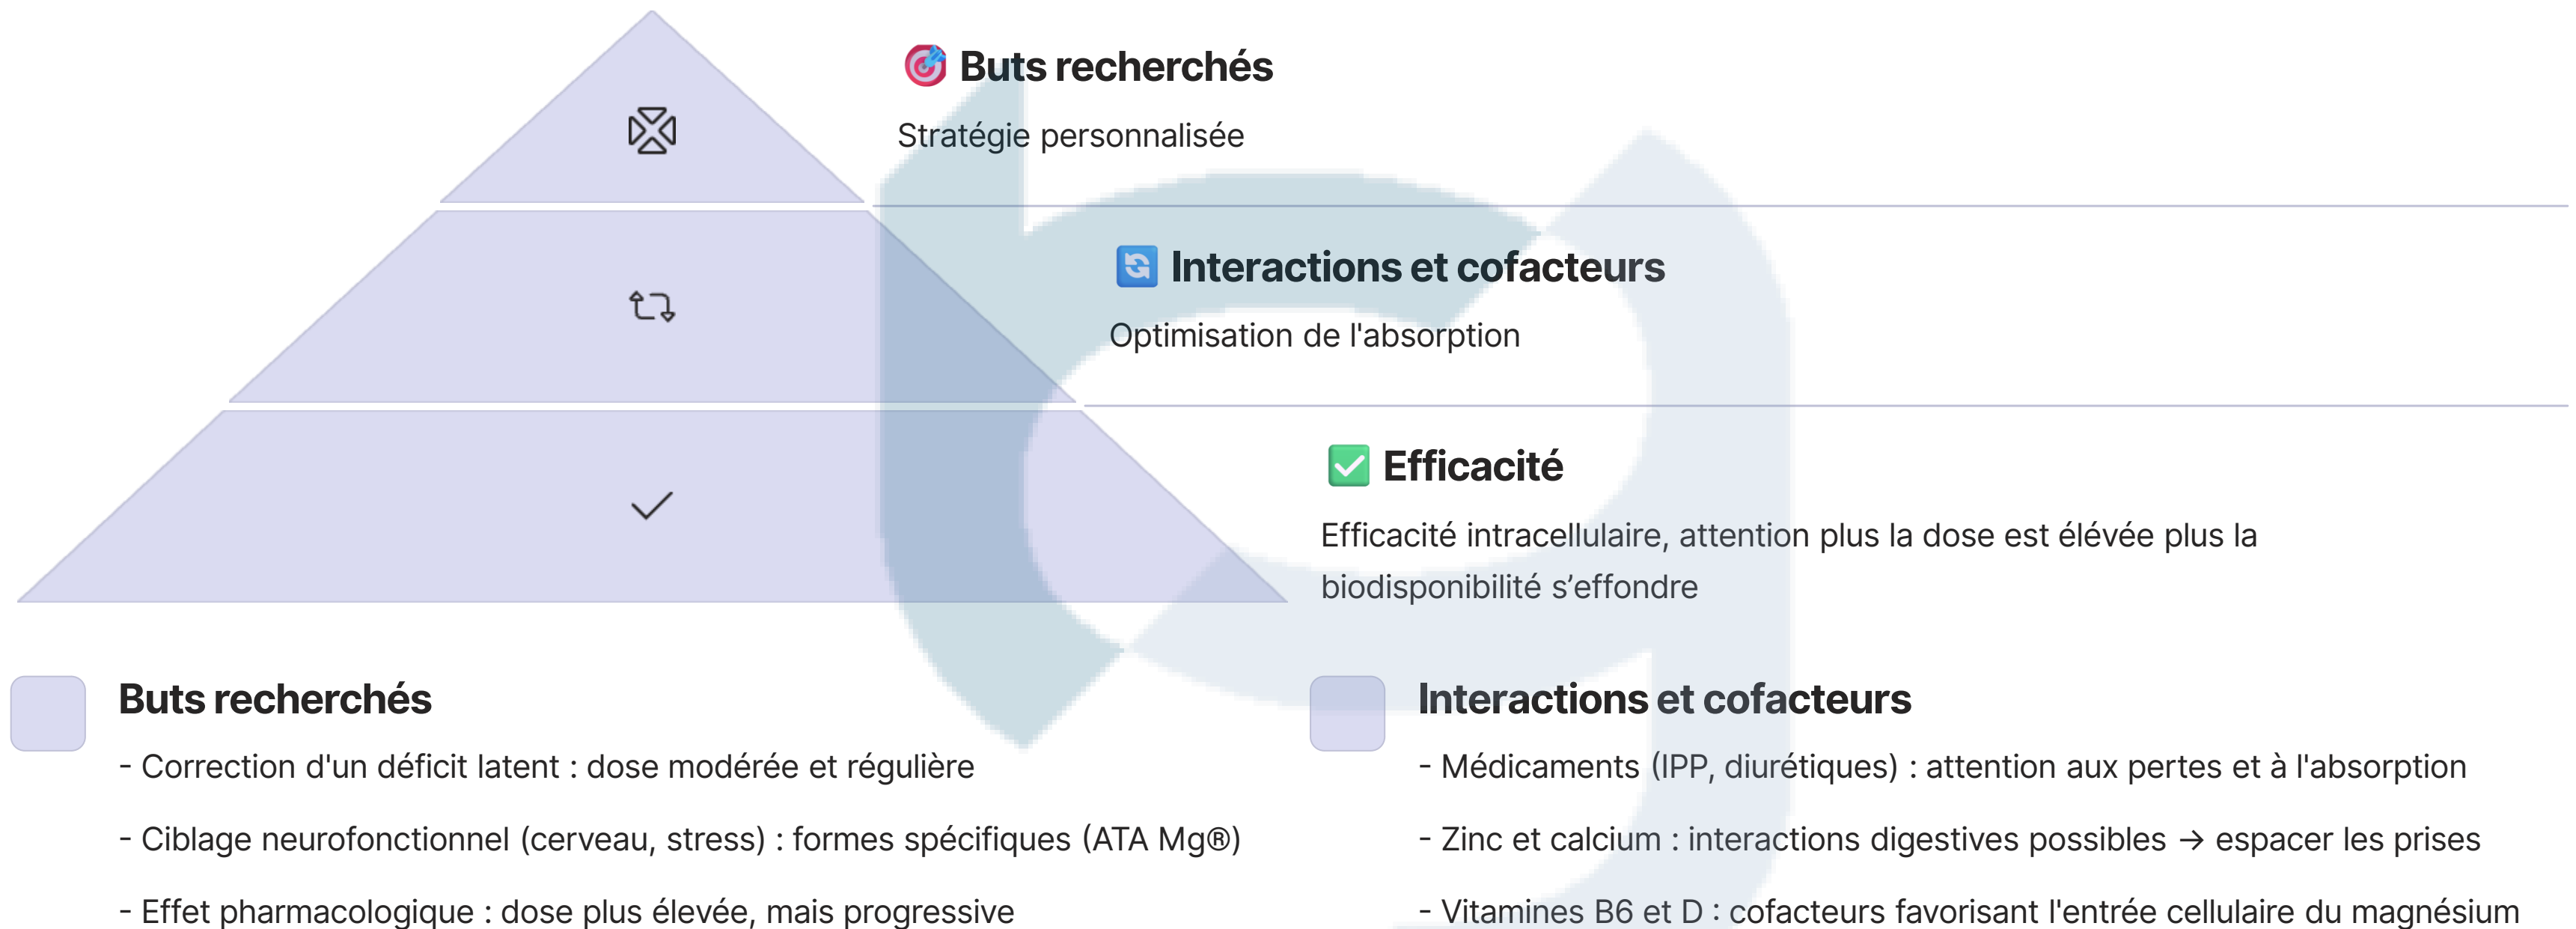 🎯 Buts recherchés
Stratégie personnalisée
🔄 Interactions et cofacteurs
Optimisation de l'absorption
✅ Efficacité
Efficacité intracellulaire, attention plus la dose est élévée plus la
biodisponibilité s’effondre
Buts recherchés
- Correction d'un déficit latent : dose modérée et régulière
- Ciblage neurofonctionnel (cerveau, stress) : formes spécifiques (ATA Mg®)
- Effet pharmacologique : dose plus élevée, mais progressive
Interactions et cofacteurs
- Médicaments (IPP, diurétiques) : attention aux pertes et à l'absorption
- Zinc et calcium : interactions digestives possibles → espacer les prises
- Vitamines B6 et D : cofacteurs favorisant l'entrée cellulaire du magnésium